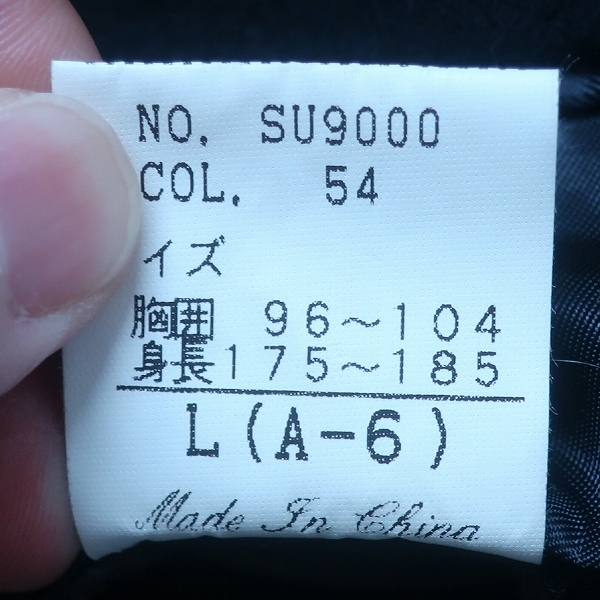 NO. SU9000
COL. 54
イズ
胸囲 96～104
身長175～185
L(A-6)
Made In China